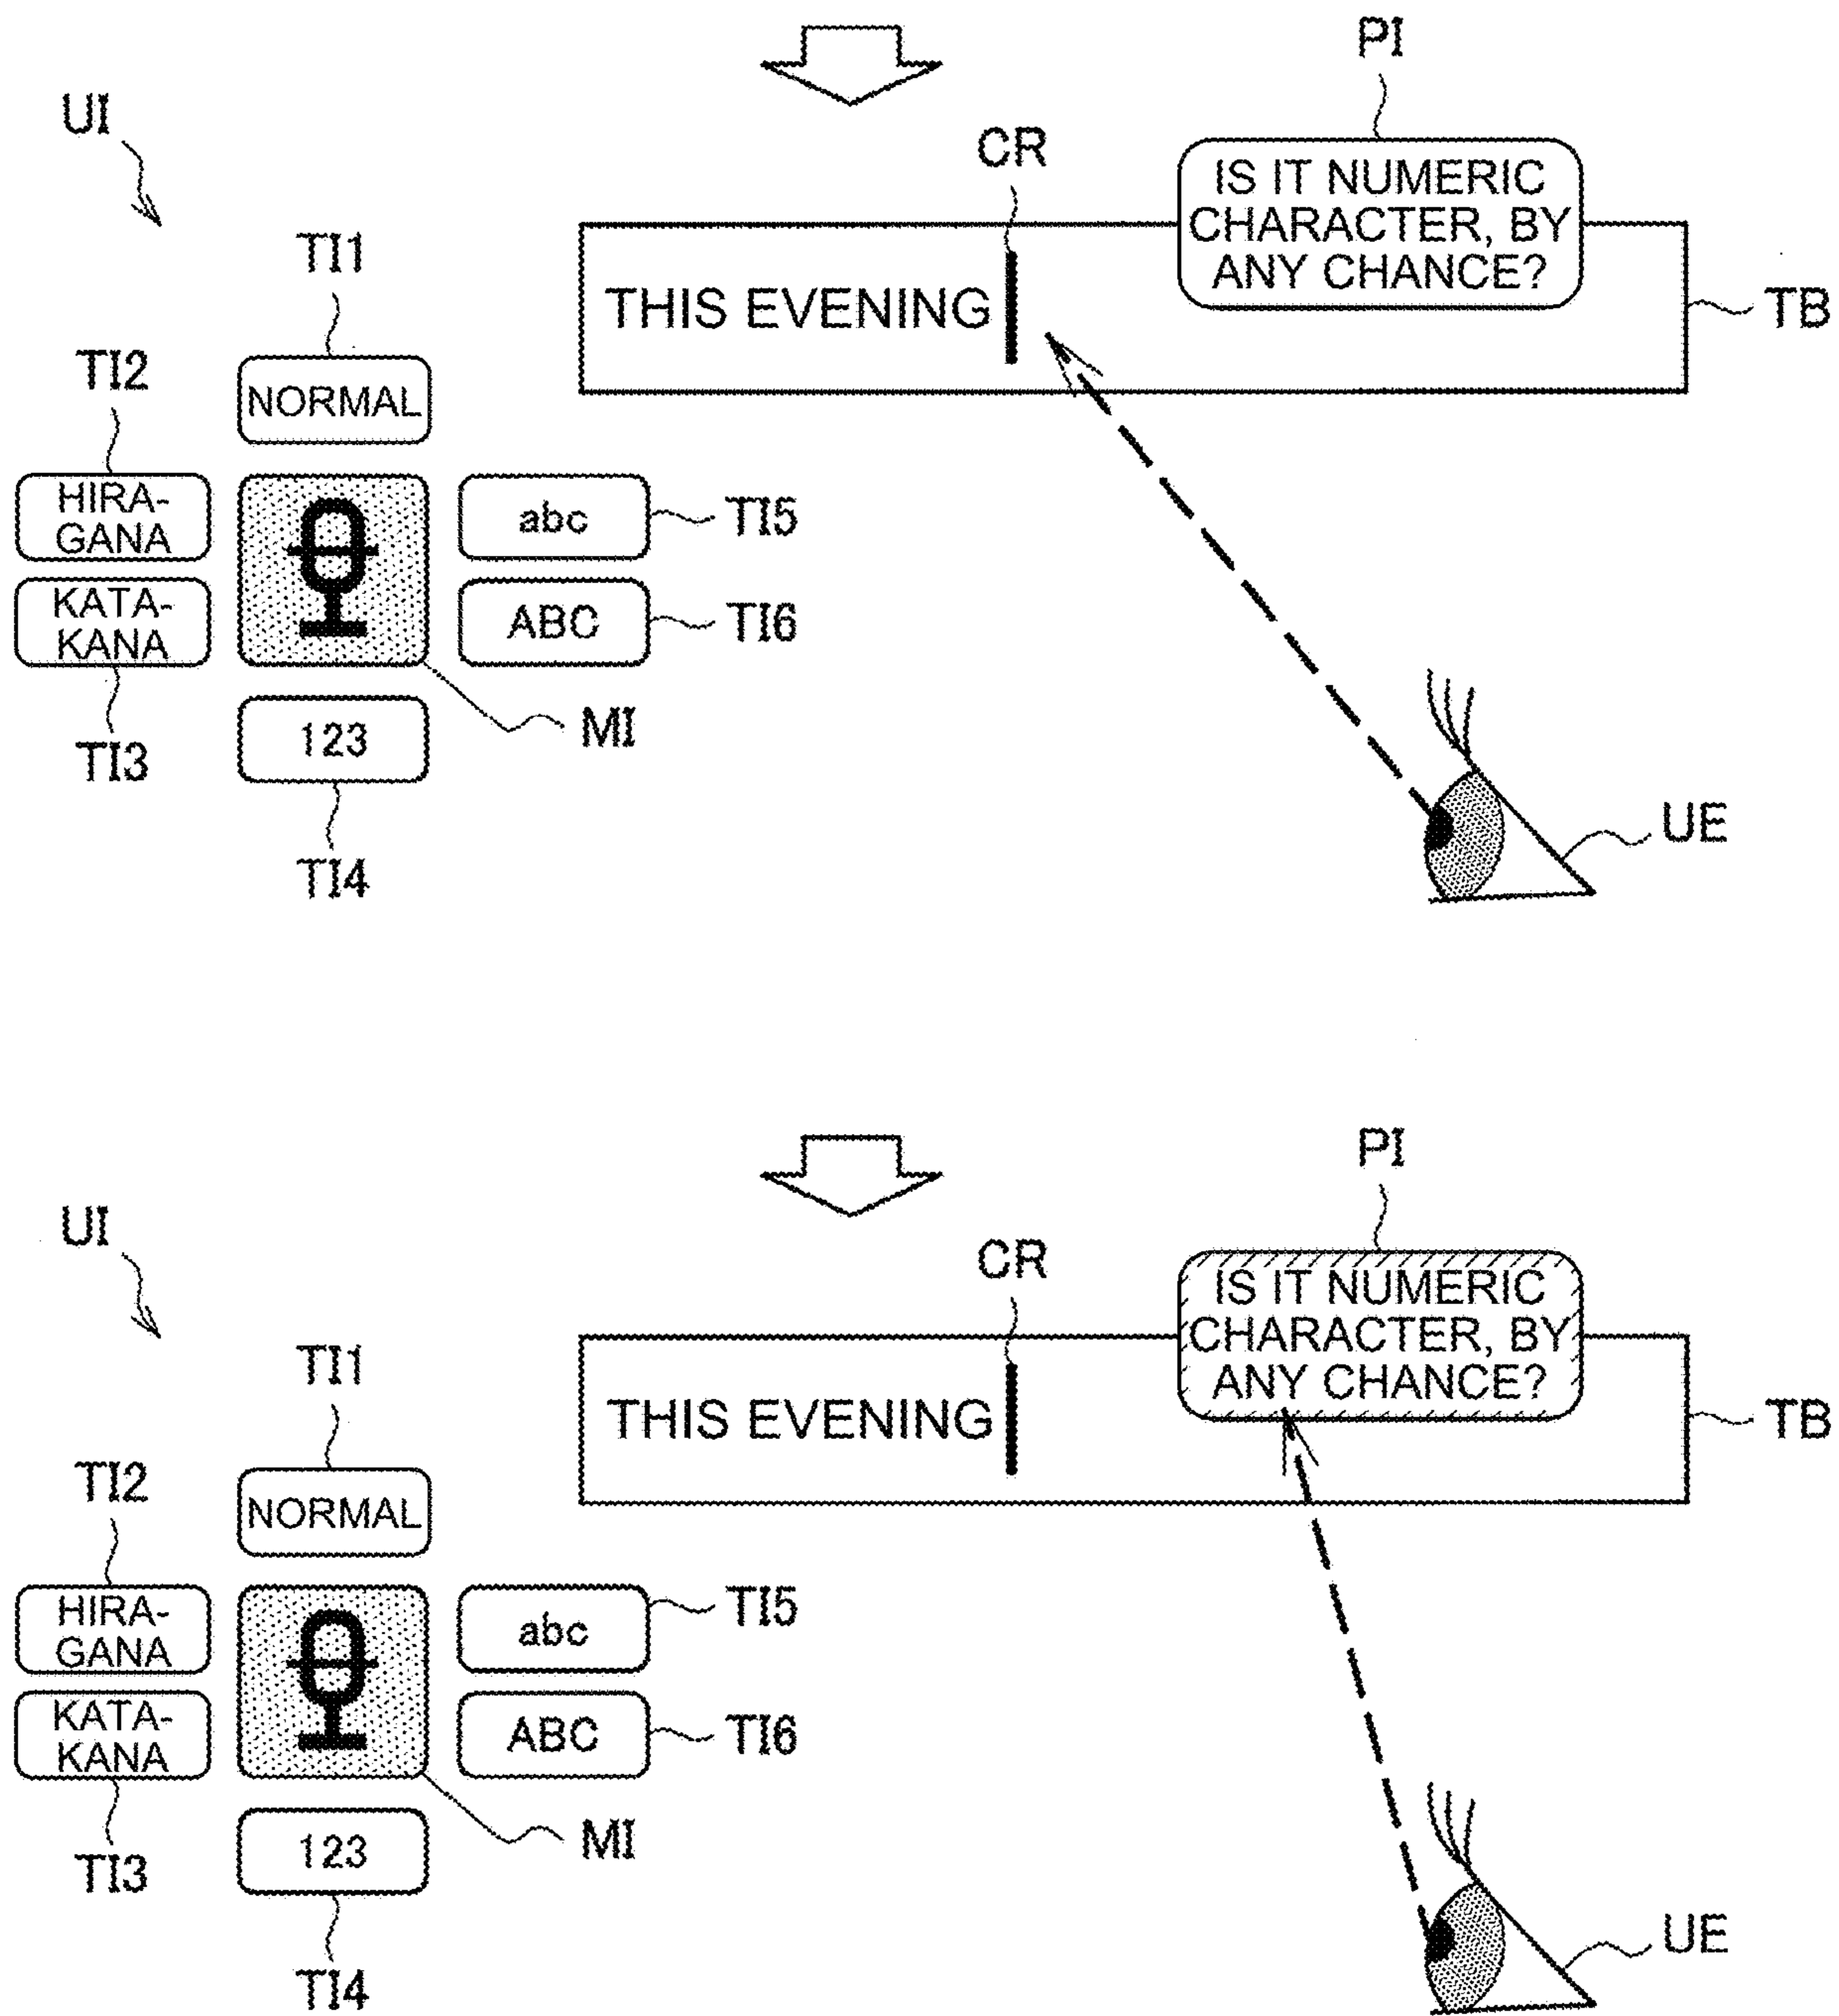 PI
UI
CR
IS IT NUMERIC
CHARACTER, BY
ANY CHANCE?
TI1
THIS EVENING
TB
TI2
NORMAL
HIRA-
GANA
abc
TI5
KATA-
KANA
ABC
TI6
MI
TI3
123
UE
TI4
PI
UI
CR
IS IT NUMERIC
CHARACTER, BY
ANY CHANCE?
TI1
THIS EVENING
TB
TI2
NORMAL
HIRA-
GANA
abc
TI5
KATA-
KANA
ABC
TI6
MI
TI3
123
UE
TI4